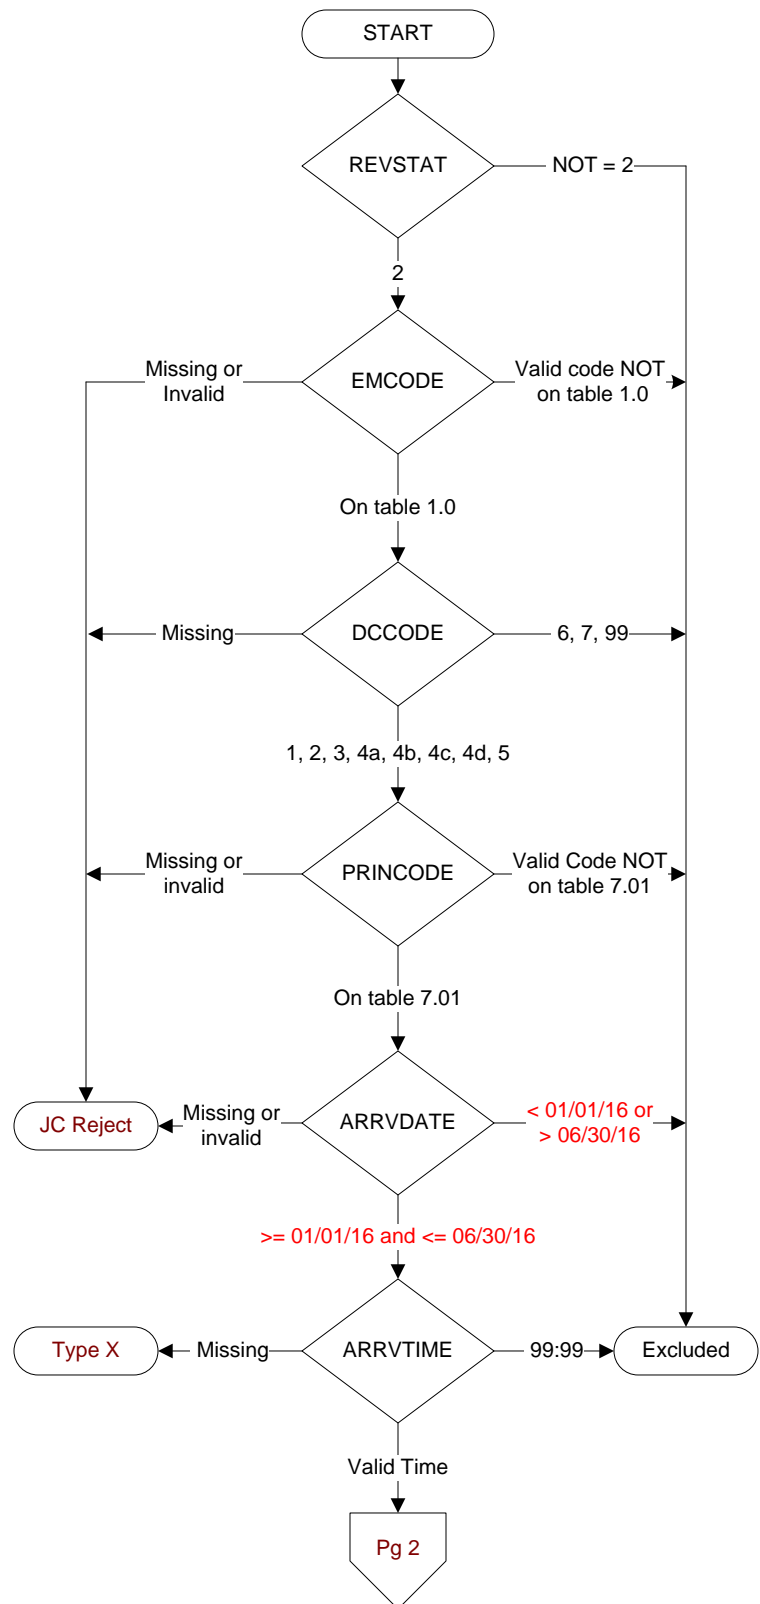 START
REVSTAT
NOT = 2
2
Missing or
Invalid
EMCODE
Valid code NOT
on table 1.0
On table 1.0
Missing
DCCODE
6, 7, 99
1, 2, 3, 4a, 4b, 4c, 4d, 5
Missing or
invalid
PRINCODE
Valid Code NOT
on table 7.01
On table 7.01
JC Reject
Missing or
invalid
ARRVDATE
< 01/01/16 or
> 06/30/16
>= 01/01/16 and <= 06/30/16
Type X
Missing
ARRVTIME
99:99
Excluded
Valid Time
Pg 2